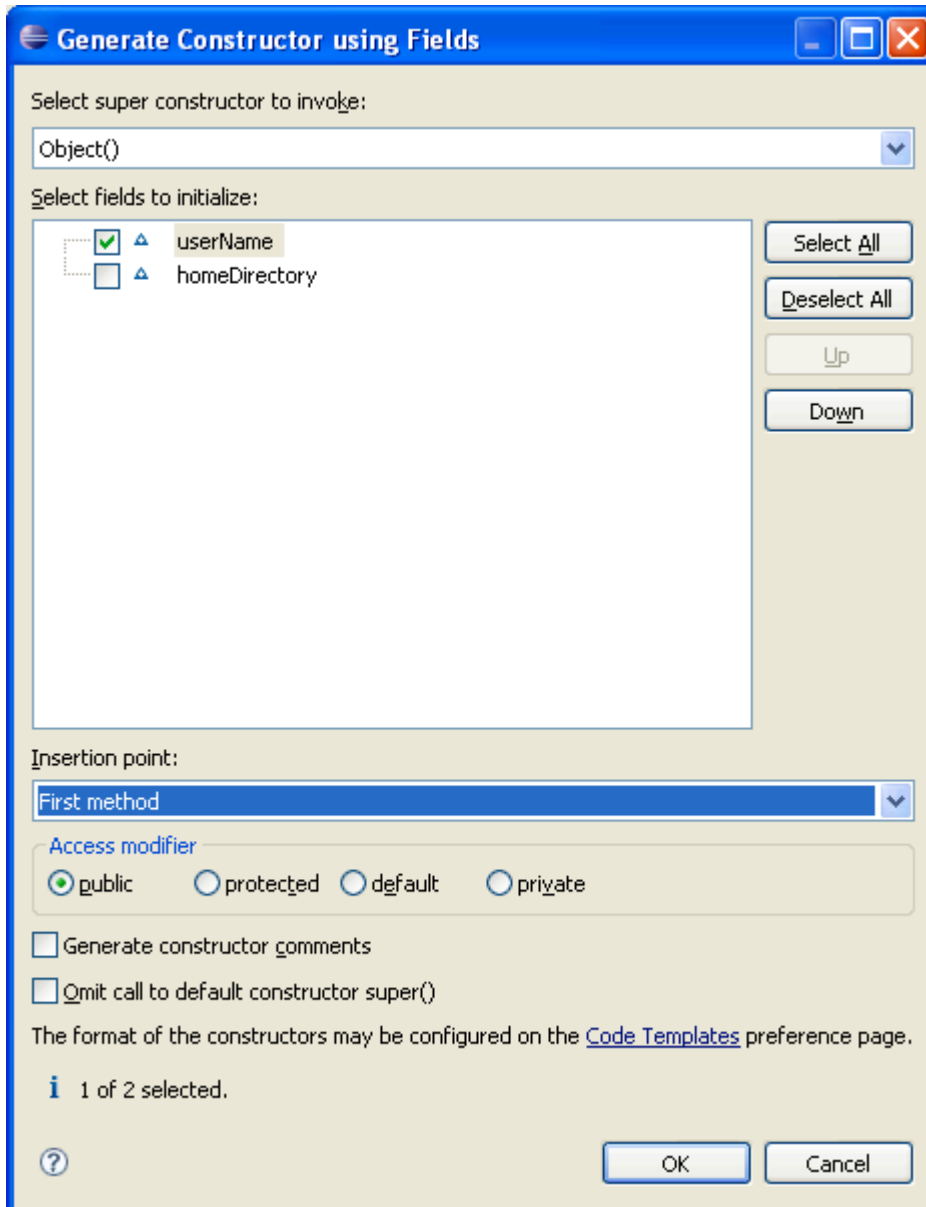 Generate Constructor using Fields
Select super constructor to invoke:
Object()
Select fields to initialize:
userName
homeDirectory
Select All
Deselect All
Up
Down
Insertion point:
First method
Access modifier
public protected default private
Generate constructor comments
Omit call to default constructor super()
The format of the constructors may be configured on the Code Templates preference page.
i 1 of 2 selected.
? OK Cancel